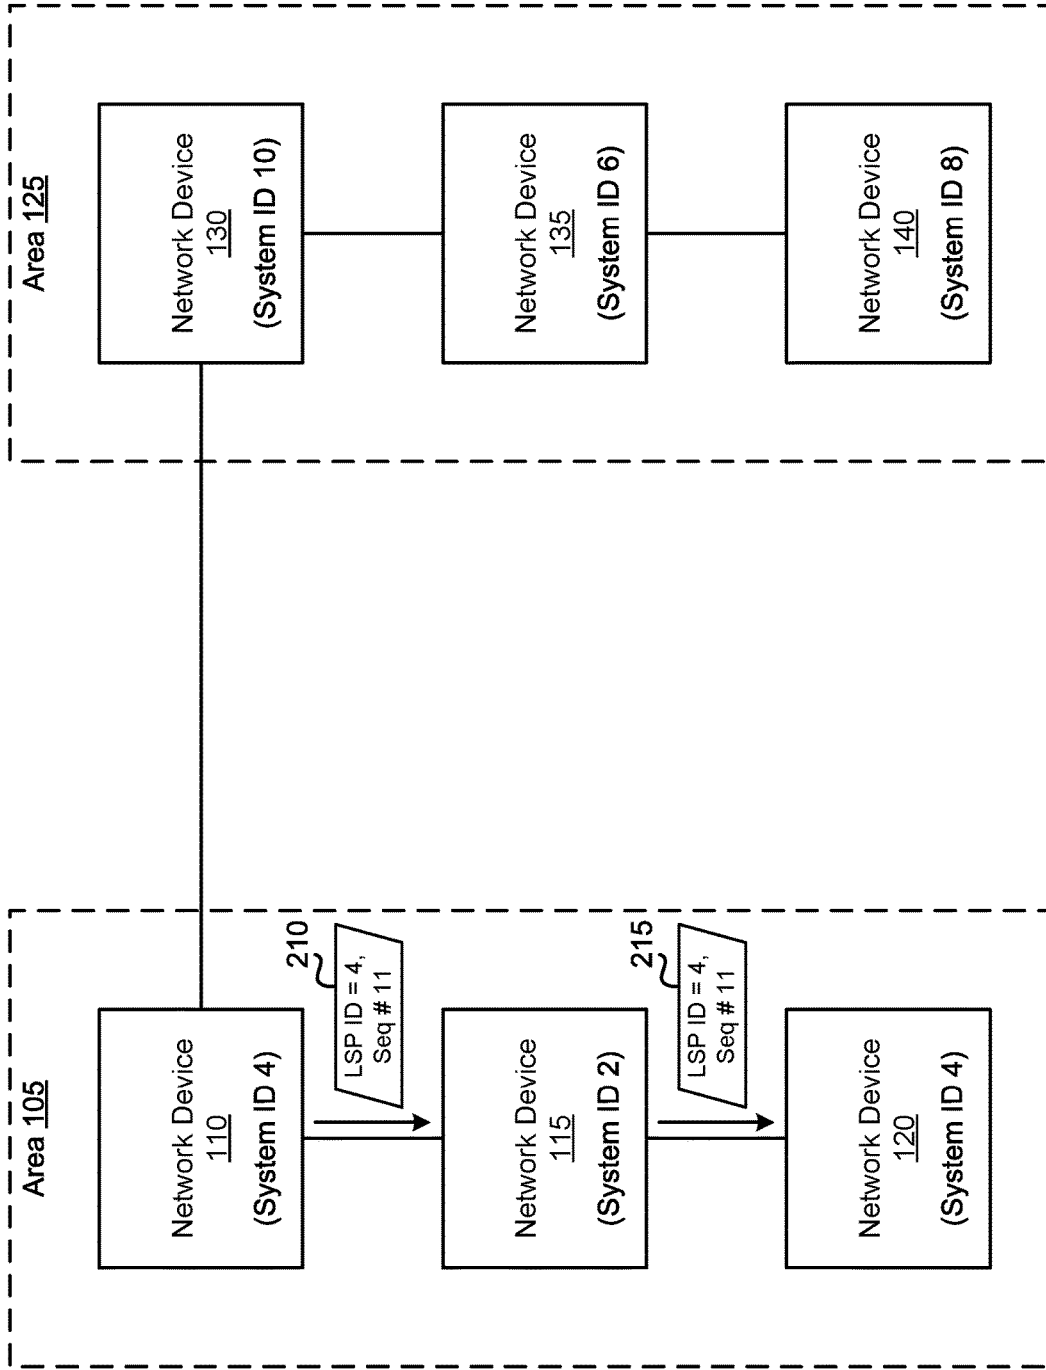 Area 105
Network Device
110
(System ID 4)
210
LSP ID = 4,
Seq # 11
Network Device
115
(System ID 2)
215
LSP ID = 4,
Seq # 11
Network Device
120
(System ID 4)
Area 125
Network Device
130
(System ID 10)
Network Device
135
(System ID 6)
Network Device
140
(System ID 8)